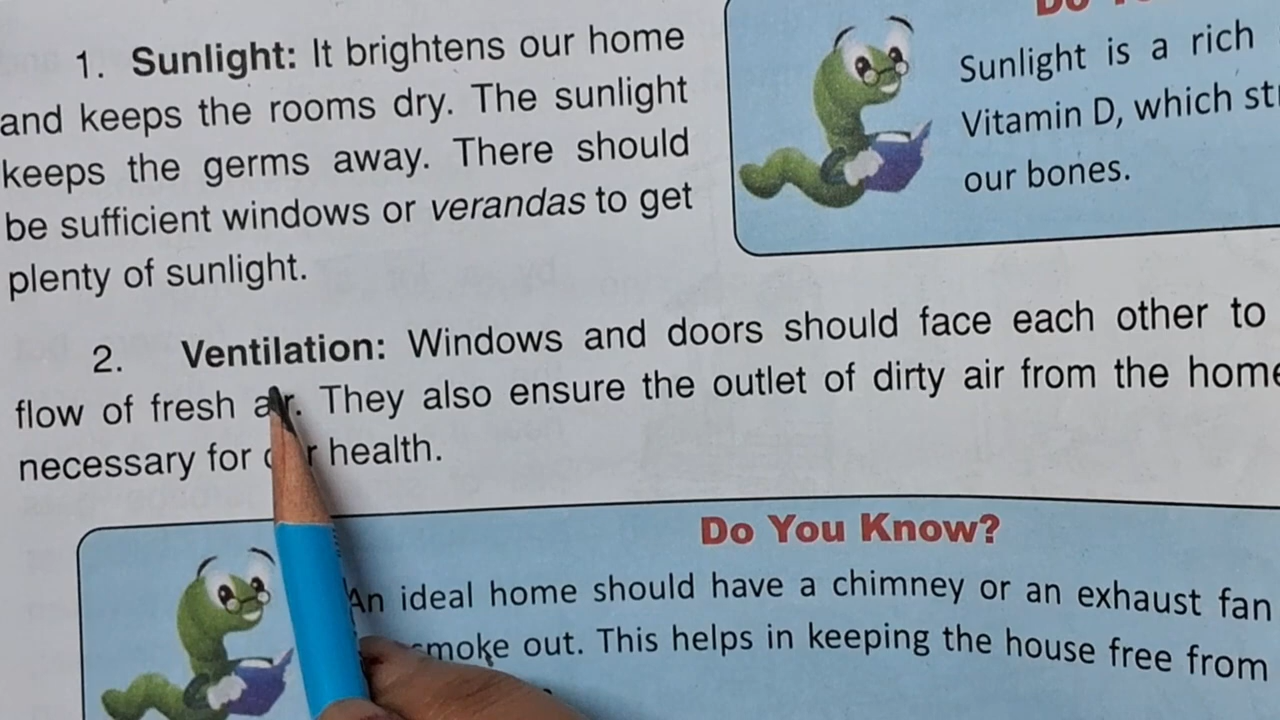 1. Sunlight: It brightens our home
and keeps the rooms dry. The sunlight
keeps the germs away. There should
be sufficient windows or verandas to get
plenty of sunlight.
Sunlight is a rich
Vitamin D, which
our bones.
2. Ventilation: Windows and doors should face each other to
flow of fresh air. They also ensure the outlet of dirty air from the home
necessary for our health.
Do You Know?
An ideal home should have a chimney or an exhaust fan
smoke out. This helps in keeping the house free from